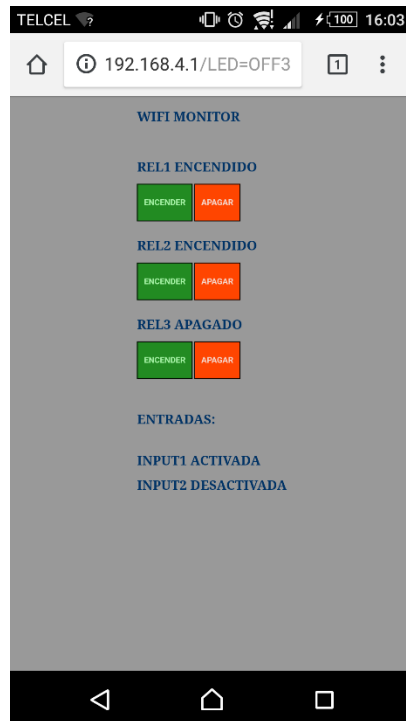 TELCEL ? 100 16:03
192.168.4.1/LED=OFF3 1
WIFI MONITOR
REL1 ENCENDIDO
ENCENDER APAGAR
REL2 ENCENDIDO
ENCENDER APAGAR
REL3 APAGADO
ENCENDER APAGAR
ENTRADAS:
INPUT1 ACTIVADA
INPUT2 DESACTIVADA